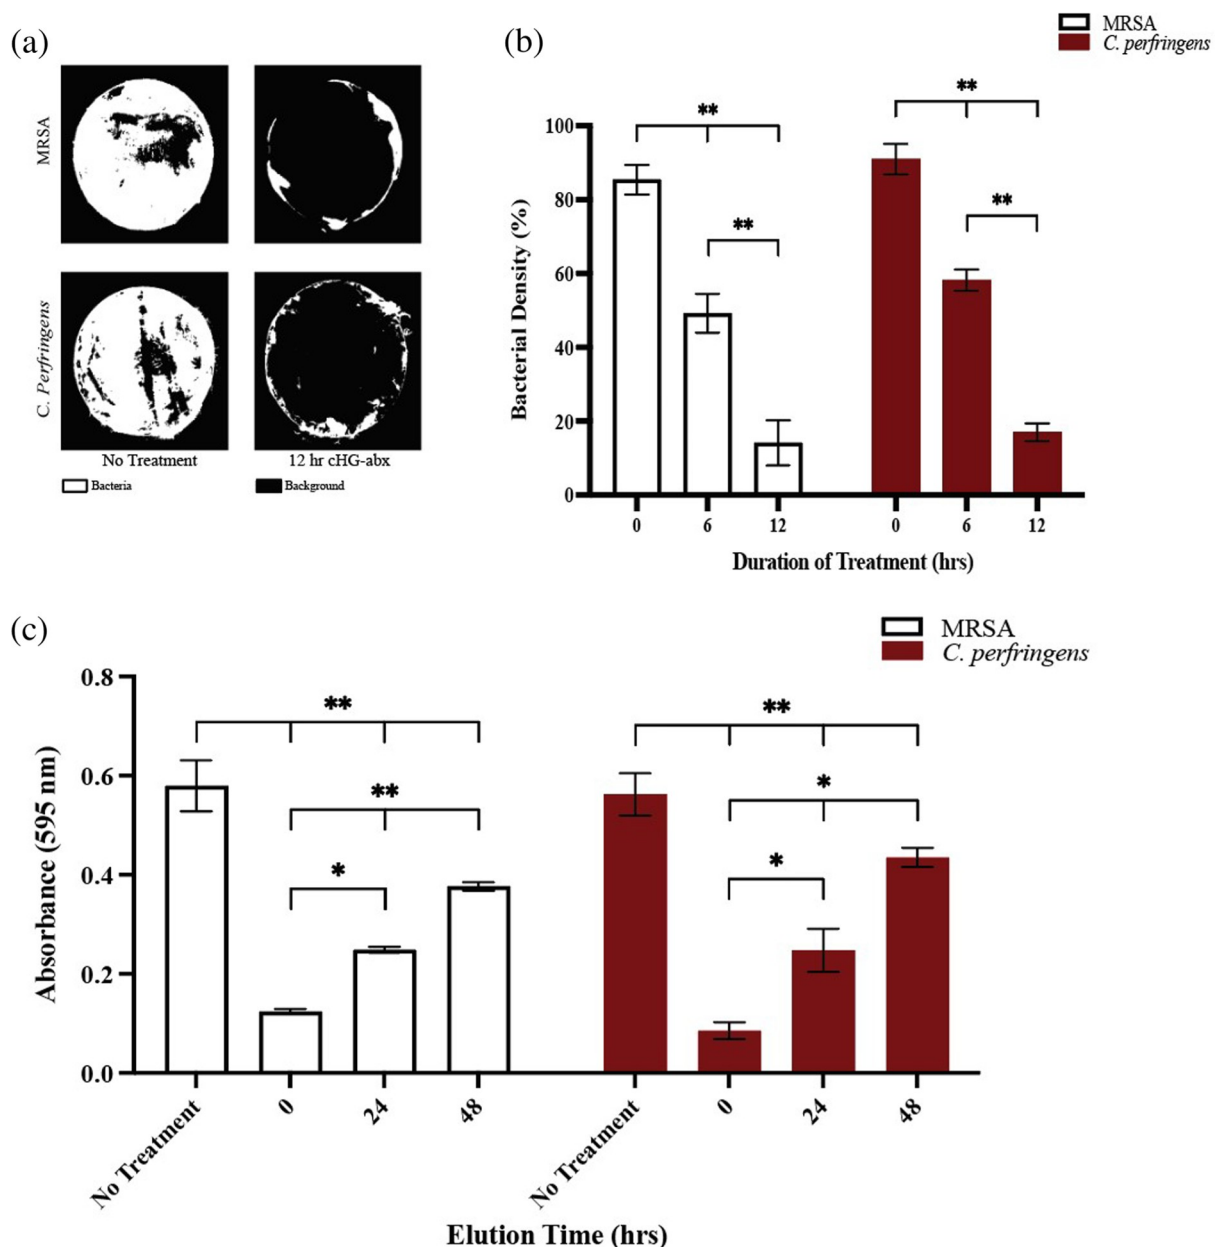 (a)
MRSA
C. Perfringens
No Treatment
12 hr cHG-abx
Bacteria
Background
(b)
MRSA
C. perfringens
**
**
**
**
100
80
60
40
20
0
Bacterial Density (%)
0 6 12 0 6 12
Duration of Treatment (hrs)
(c)
MRSA
C. perfringens
**
**
*
**
*
*
0.8
0.6
0.4
0.2
0.0
Absorbance (595 nm)
No Treatment 0 24 48 No Treatment 0 24 48
Elution Time (hrs)